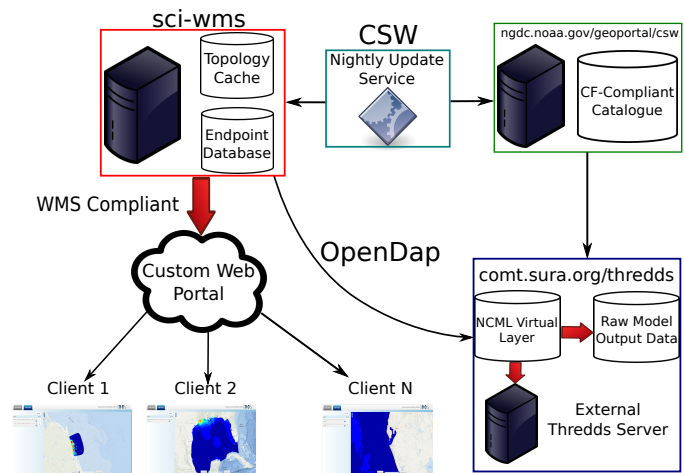 sci-wms
Topology
Cache
Endpoint
Database
CSW
Nightly Update
Service
ngdc.noaa.gov/geoportal/csw
CF-Compliant
Catalogue
WMS Compliant
Custom Web
Portal
OpenDap
comt.sura.org/thredds
NCML Virtual
Layer
Raw Model
Output Data
External
Thredds Server
Client 1
Client 2
Client N